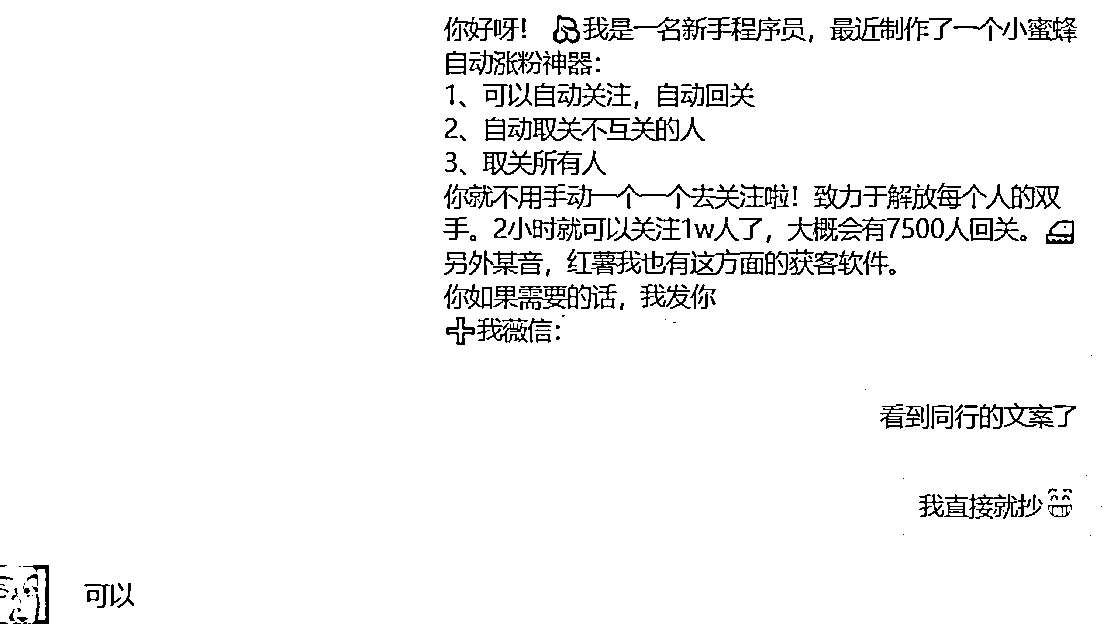 你好呀！我是一名新手程序员，最近制作了一个小蜜蜂
自动涨粉神器：
1、可以自动关注，自动回关
2、自动取关不互关的人
3、取关所有人
你就不用手动一个一个去关注啦！致力于解放每个人的双
手。2小时就可以关注1w人了，大概会有7500人回关。
另外某音，红薯我也有这方面的获客软件。
你如果需要的话，我发你
➕我薇信：
看到同行的文案了
我直接就抄😁
可以